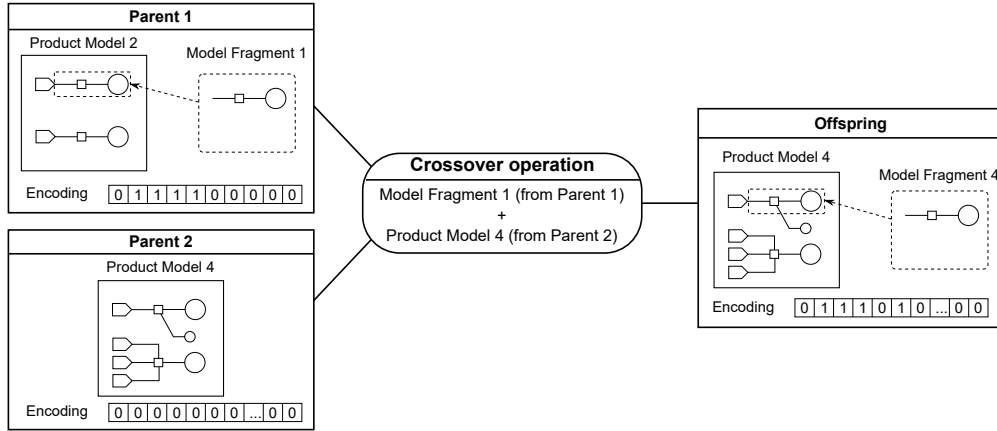 Parent 1
Product Model 2
Model Fragment 1
Encoding 0 1 1 1 1 0 0 0 0 0
Parent 2
Product Model 4
Encoding 0 0 0 0 0 0 0 ... 0 0
Crossover operation
Model Fragment 1 (from Parent 1)
+
Product Model 4 (from Parent 2)
Offspring
Product Model 4
Model Fragment 4
Encoding 0 1 1 1 0 1 0 ... 0 0